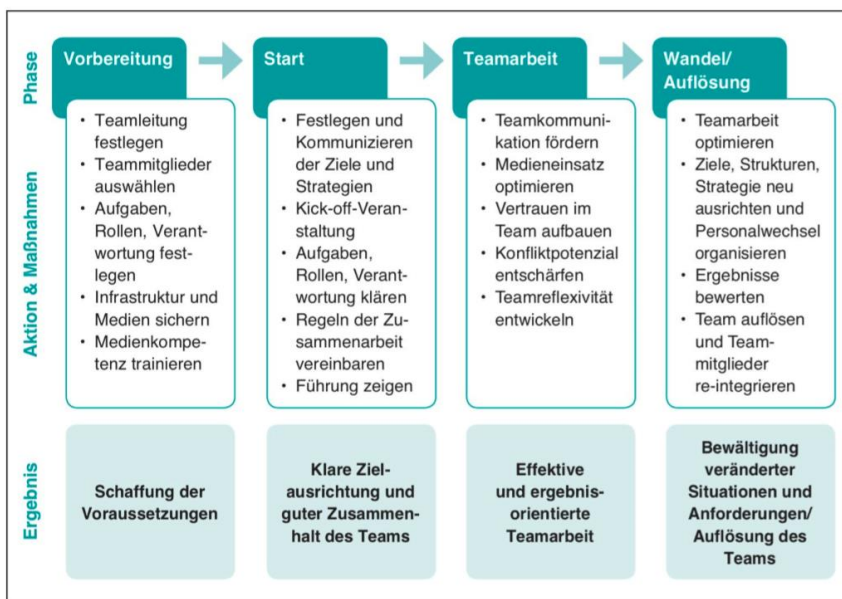 Phase
Vorbereitung
Start
Teamarbeit
Wandel/
Auflösung
Aktion & Maßnahmen
• Teamleitung
festlegen
• Teammitglieder
auswählen
• Aufgaben,
Rollen, Verant-
wortung fest-
legen
• Infrastruktur und
Medien sichern
• Medienkompe-
tenz trainieren
• Festlegen und
Kommunizieren
der Ziele und
Strategien
• Kick-off-Veran-
staltung
• Aufgaben,
Rollen, Verant-
wortung klären
• Regeln der Zu-
sammenarbeit
vereinbaren
• Führung zeigen
• Teamkommuni-
kation fördern
• Medieneinsatz
optimieren
• Vertrauen im
Team aufbauen
• Konfliktpotenzial
entschärfen
• Teamreflexivität
entwickeln
• Teamarbeit
optimieren
• Ziele, Strukturen,
Strategie neu
ausrichten und
Personalwechsel
organisieren
• Ergebnisse
bewerten
• Team auflösen
und Team-
mitglieder
re-integrieren
Ergebnis
Schaffung der
Voraussetzungen
Klare Ziel-
ausrichtung und
guter Zusammen-
halt des Teams
Effektive
und ergebnis-
orientierte
Teamarbeit
Bewältigung
veränderter
Situationen und
Anforderungen/
Auflösung des
Teams